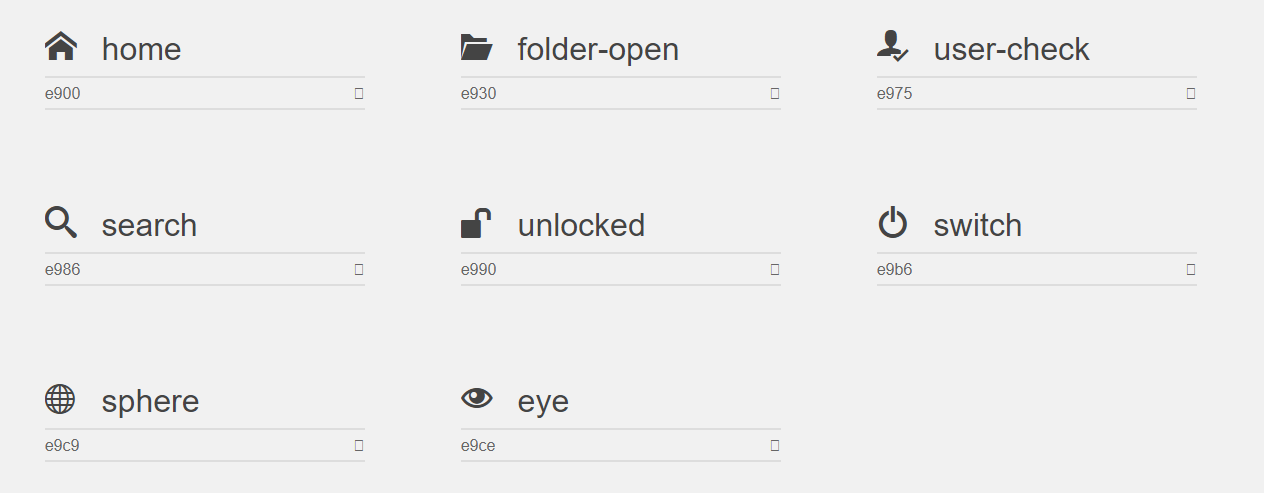 home
folder-open
user-check
e900
e930
e975
search
unlocked
switch
e986
e990
e9b6
sphere
eye
e9c9
e9ce